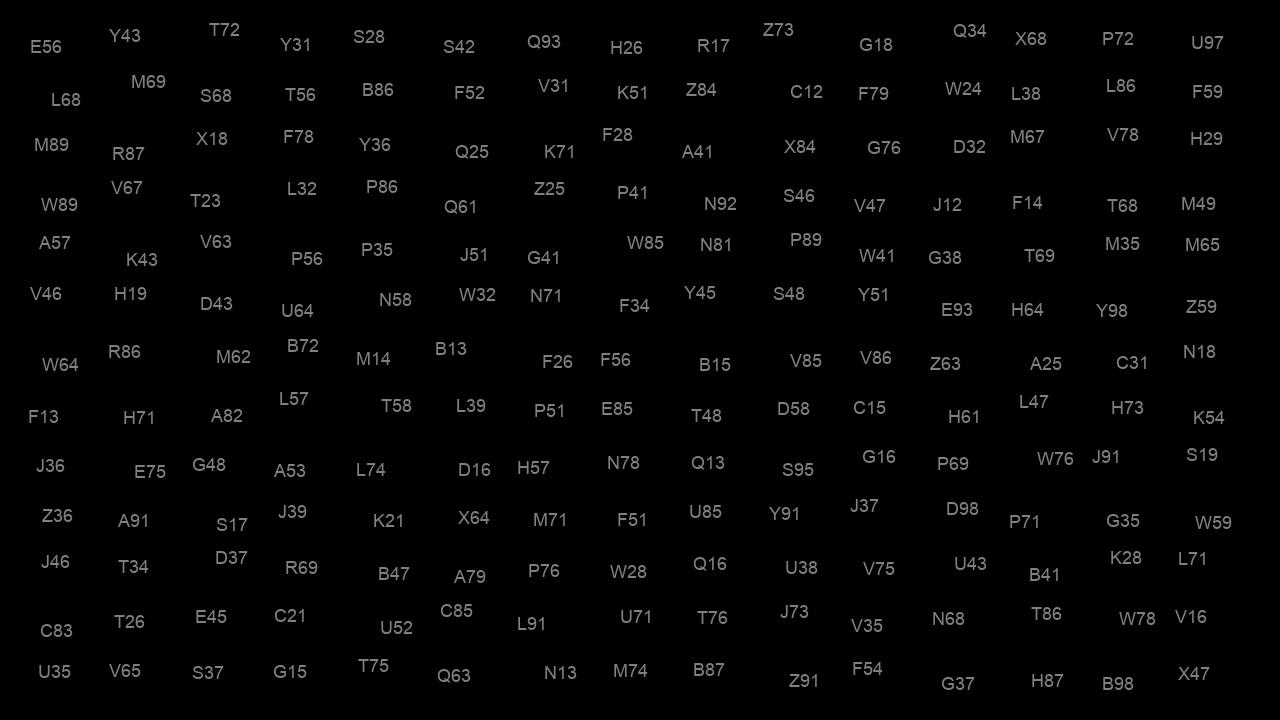 E56 Y43 T72 Y31 S28 S42 Q93 H26 R17 Z73 G18 Q34 X68 P72 U97
L68 M69 S68 T56 B86 F52 V31 K51 Z84 C12 F79 W24 L38 L86 F59
M89 R87 X18 F78 Y36 Q25 K71 F28 A41 X84 G76 D32 M67 V78 H29
W89 V67 T23 L32 P86 Q61 Z25 P41 N92 S46 V47 J12 F14 T68 M49
A57 K43 V63 P56 P35 J51 G41 W85 N81 P89 W41 G38 T69 M35 M65
V46 H19 D43 U64 N58 W32 N71 F34 Y45 S48 Y51 E93 H64 Y98 Z59
W64 R86 M62 B72 M14 B13 F26 F56 B15 V85 V86 Z63 A25 C31 N18
F13 H71 A82 L57 T58 L39 P51 E85 T48 D58 C15 H61 L47 H73 K54
J36 E75 G48 A53 L74 D16 H57 N78 Q13 S95 G16 P69 W76 J91 S19
Z36 A91 S17 J39 K21 X64 M71 F51 U85 Y91 J37 D98 P71 G35 W59
J46 T34 D37 R69 B47 A79 P76 W28 Q16 U38 V75 U43 B41 K28 L71
C83 T26 E45 C21 U52 C85 L91 U71 T76 J73 V35 N68 T86 W78 V16
U35 V65 S37 G15 T75 Q63 N13 M74 B87 Z91 F54 G37 H87 B98 X47